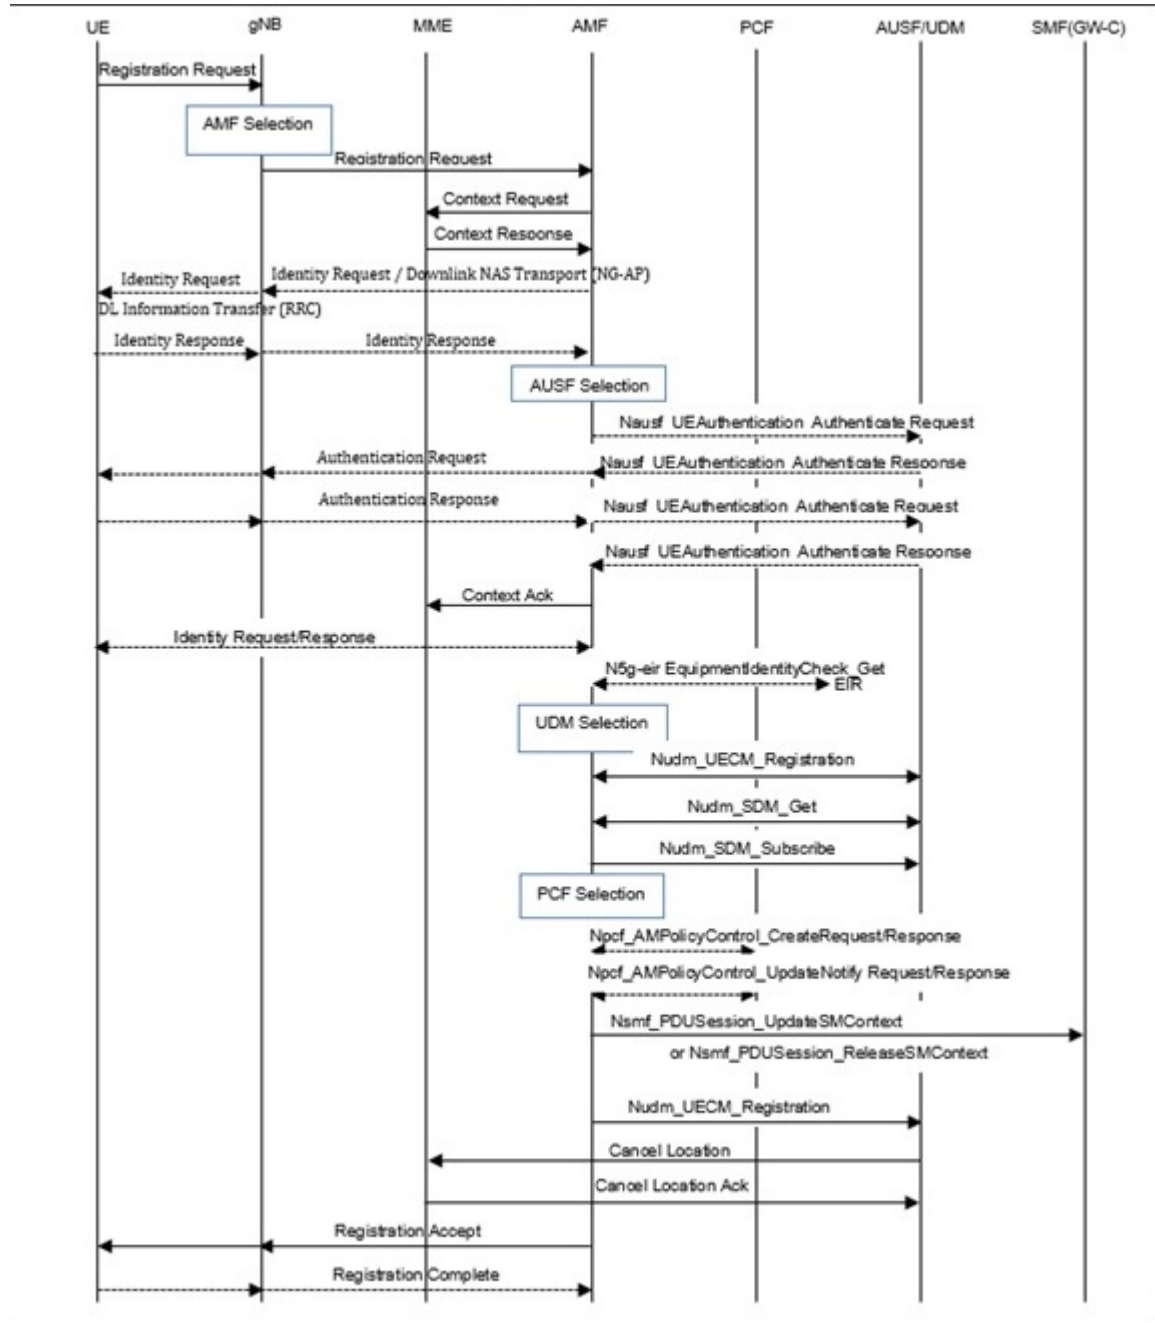 UE gNB MME AMF PCF AUSF/UDM SMF(GW-C)
Registration Request
AMF Selection
Registration Request
Context Request
Context Response
Identity Request Identity Request / Downlink NAS Transport (NG-AP)
DL Information Transfer (RRC)
Identity Response Identity Response
AUSF Selection
Nausf_UEAuthentication_Authenticate Request
Authentication Request Nausf_UEAuthentication_Authenticate Response
Authentication Response Nausf_UEAuthentication_Authenticate Request
Nausf_UEAuthentication_Authenticate Response
Context Ack
Identity Request/Response
N5g-eir EquipmentIdentityCheck_Get
EIR
UDM Selection
Nudm_UECM_Registration
Nudm_SDM_Get
Nudm_SDM_Subscribe
PCF Selection
Npcf_AMPolicyControl_CreateRequest/Response
Npcf_AMPolicyControl_UpdateNotify Request/Response
Nsmf_PDUSession_UpdateSMContext
or Nsmf_PDUSession_ReleaseSMContext
Nudm_UECM_Registration
Cancel Location
Cancel Location Ack
Registration Accept
Registration Complete